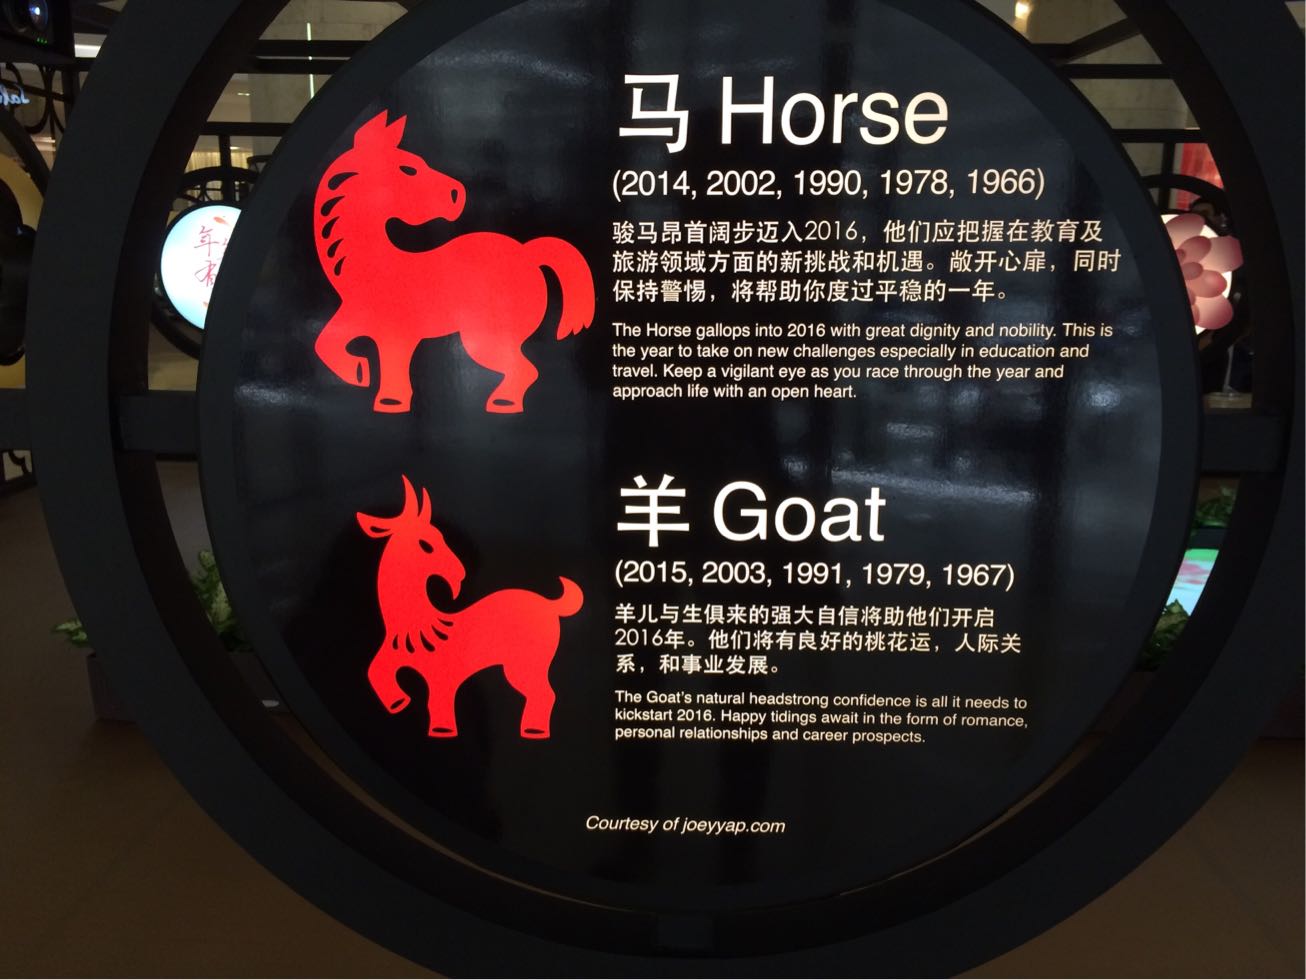 马 Horse
(2014, 2002, 1990, 1978, 1966)
骏马昂首阔步迈入2016，他们应把握在教育及
旅游领域方面的新挑战和机遇。敞开心扉，同时
保持警惕，将帮助你度过平稳的一年。
The Horse gallops into 2016 with great dignity and nobility. This is
the year to take on new challenges especially in education and
travel. Keep a vigilant eye as you race through the year and
approach life with an open heart.
羊 Goat
(2015, 2003, 1991, 1979, 1967)
羊儿与生俱来的强大自信将助他们开启
2016年。他们将有良好的桃花运，人际关
系，和事业发展。
The Goat's natural headstrong confidence is all it needs to
kickstart 2016. Happy tidings await in the form of romance,
personal relationships and career prospects.
Courtesy of joeyyap.com
年